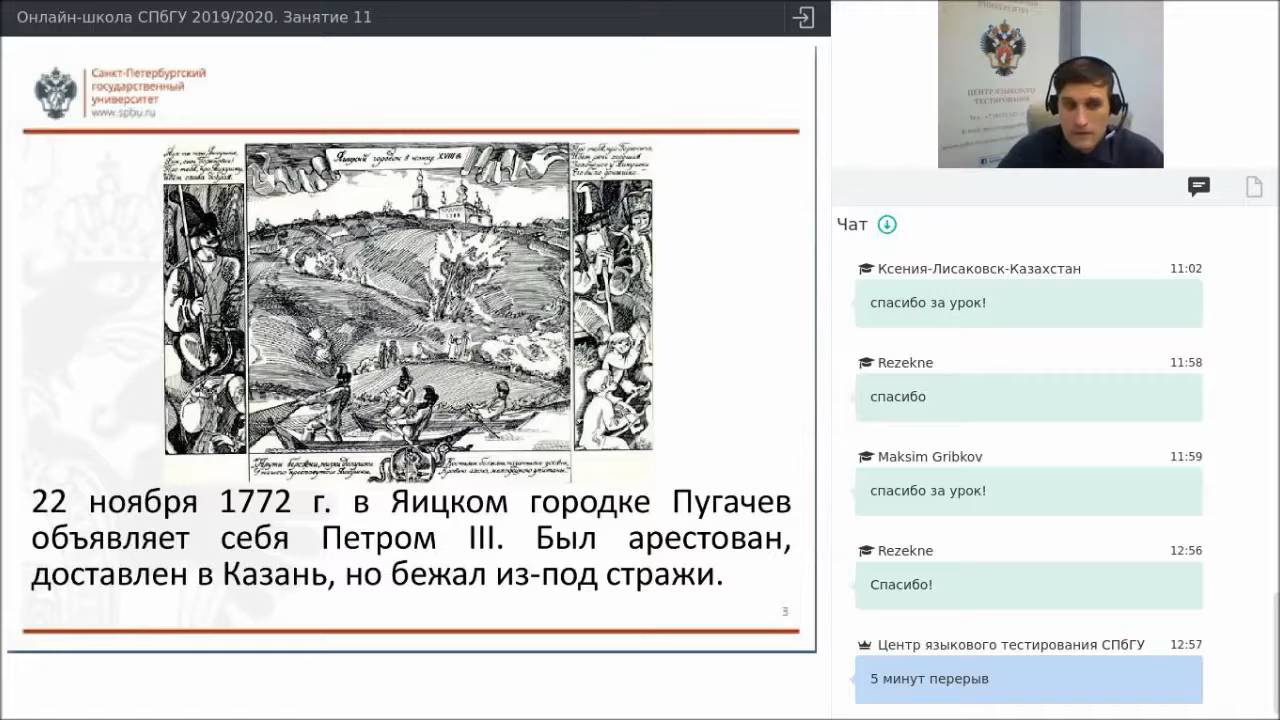 Онлайн-школа СПбГУ 2019/2020. Занятие 11
Санкт-Петербургский
государственный
университет
www.spbu.ru
Яицкий городок в конце XVIII в.
22 ноября 1772 г. в Яицком городке Пугачев
объявляет себя Петром III. Был арестован,
доставлен в Казань, но бежал из-под стражи.
3
ЦЕНТР ЯЗЫКОВОГО
ТЕСТИРОВАНИЯ
Чат
Ксения-Лисаковск-Казахстан 11:02
спасибо за урок!
Rezekne 11:58
спасибо
Maksim Gribkov 11:59
спасибо за урок!
Rezekne 12:56
Спасибо!
Центр языкового тестирования СПбГУ 12:57
5 минут перерыв